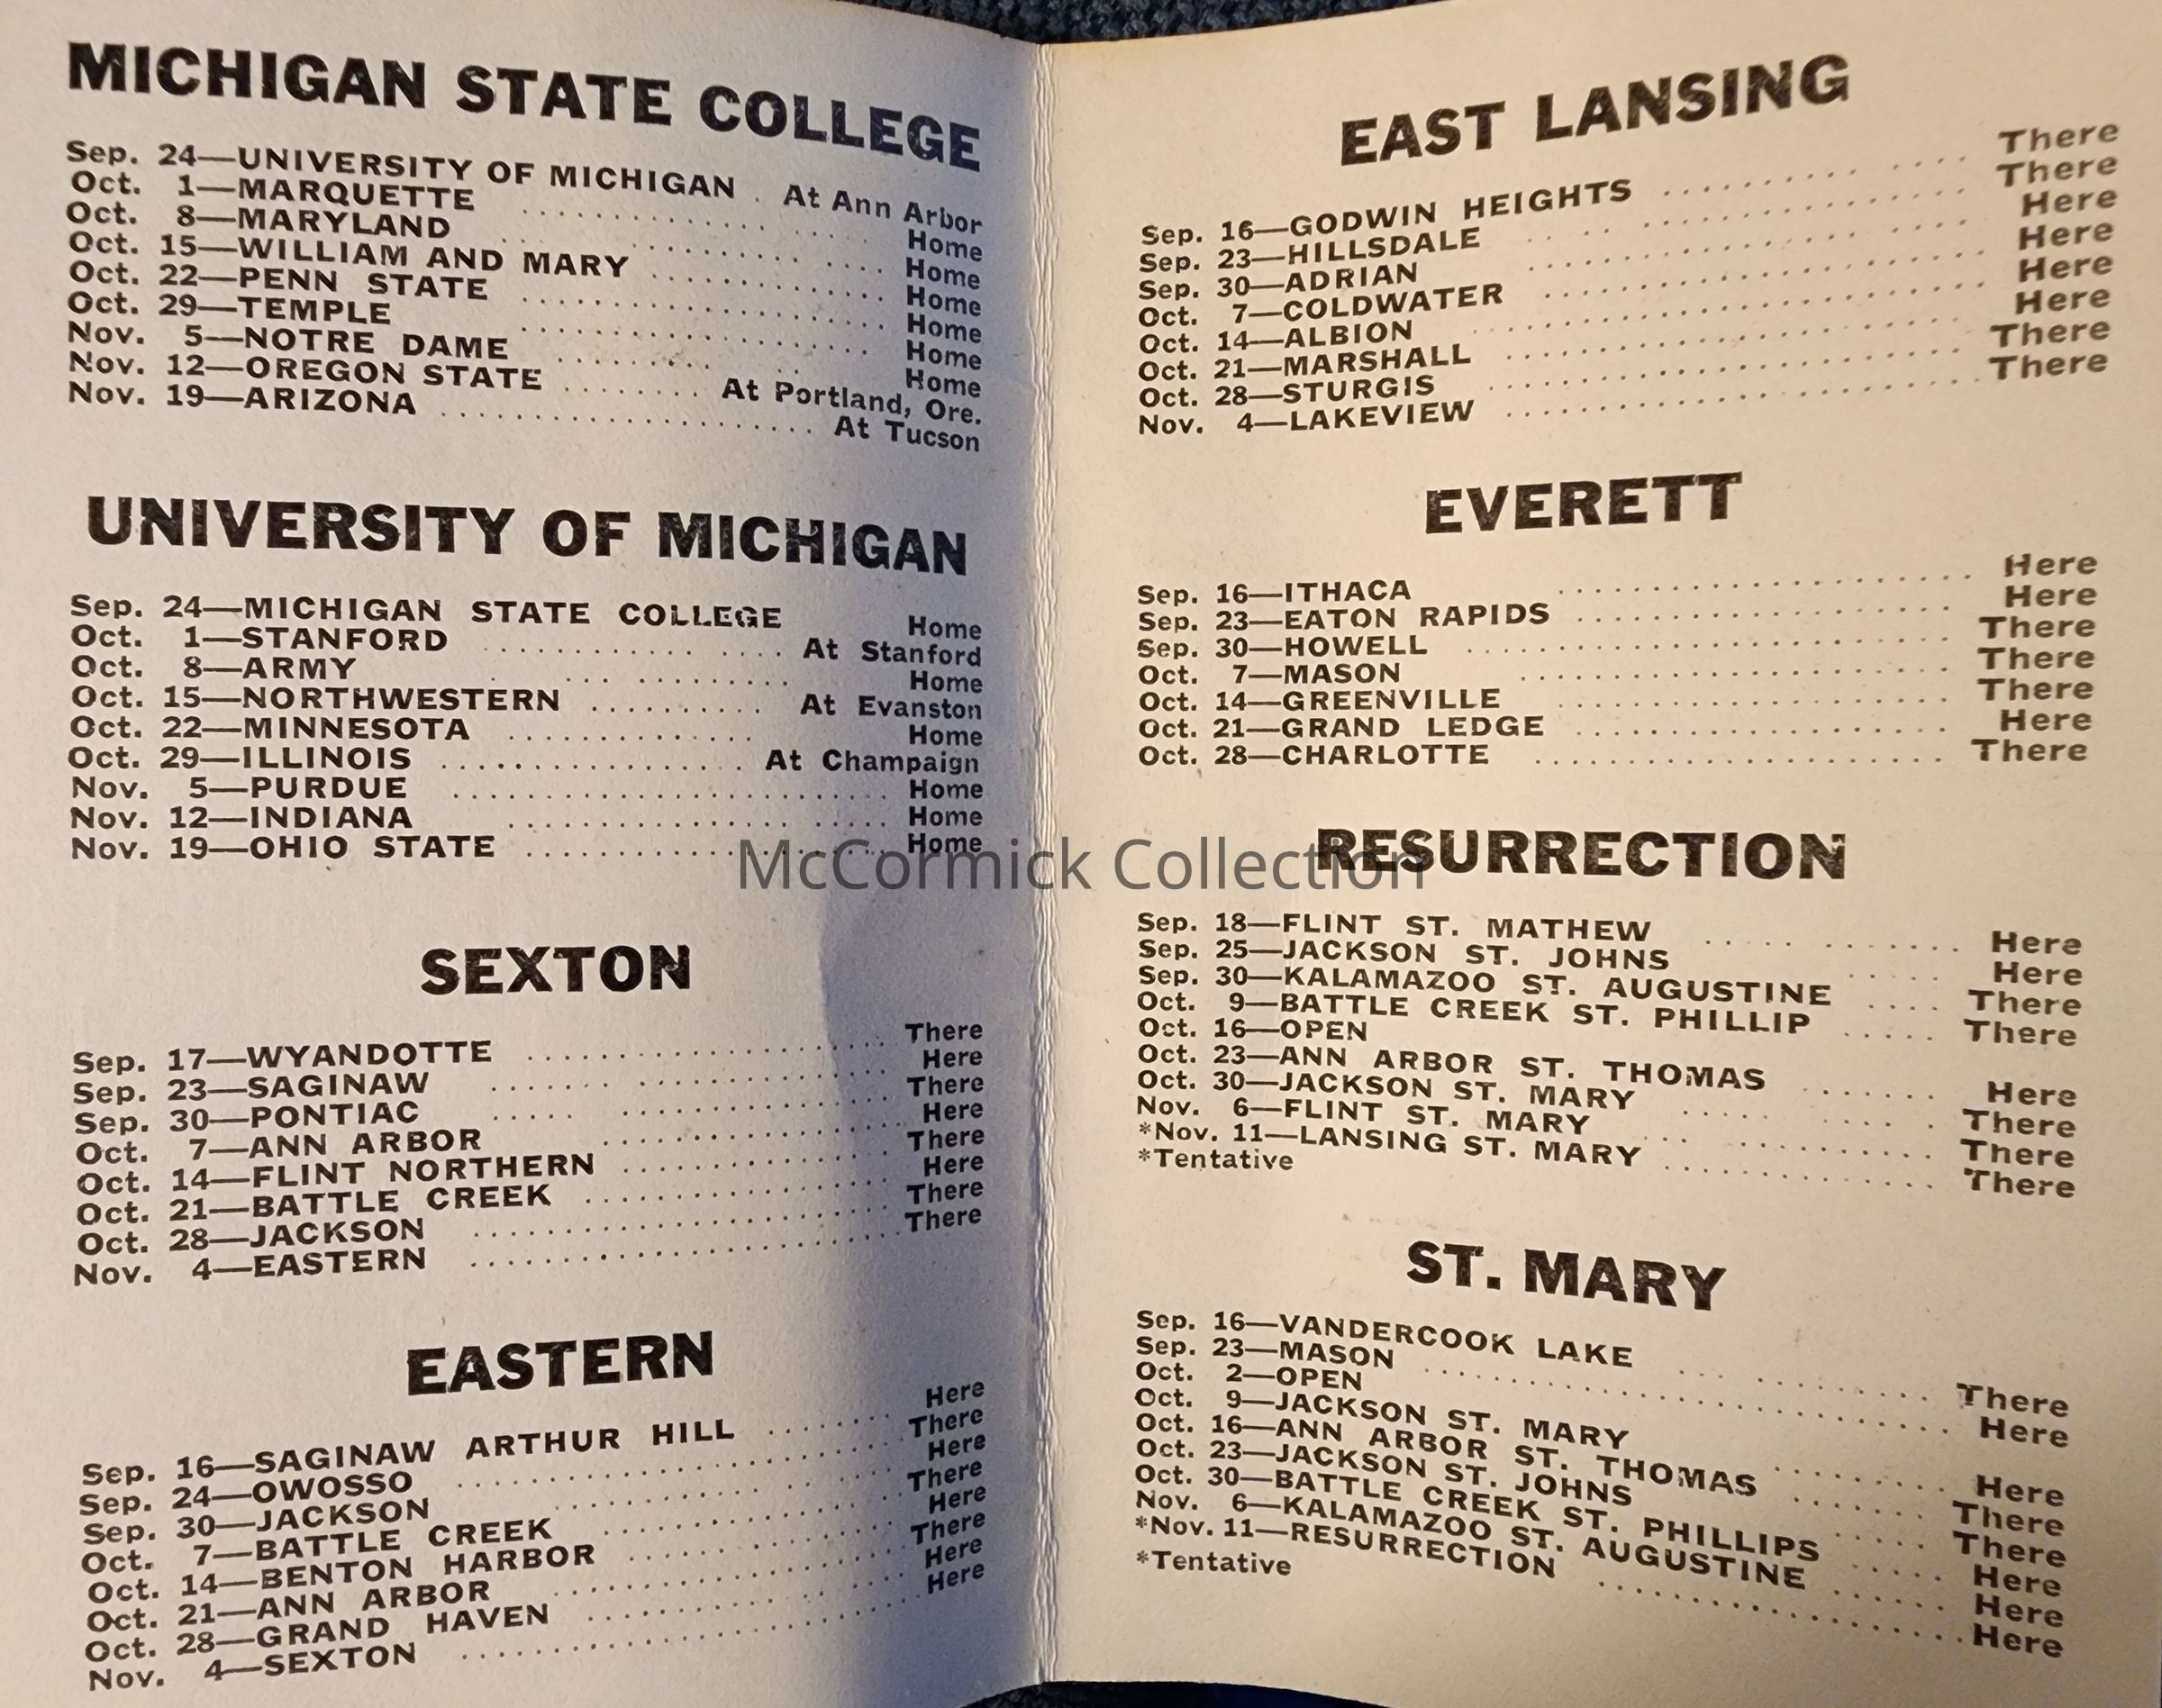 MICHIGAN STATE COLLEGE
Sep. 24—UNIVERSITY OF MICHIGAN . At Ann Arbor
Oct. 1—MARQUETTE Home
Oct. 8—MARYLAND Home
Oct. 15—WILLIAM AND MARY Home
Oct. 22—PENN STATE Home
Oct. 29—TEMPLE Home
Nov. 5—NOTRE DAME Home
Nov. 12—OREGON STATE At Portland, Ore.
Nov. 19—ARIZONA At Tucson
UNIVERSITY OF MICHIGAN
Sep. 24—MICHIGAN STATE COLLEGE Home
Oct. 1—STANFORD At Stanford
Oct. 8—ARMY Home
Oct. 15—NORTHWESTERN At Evanston
Oct. 22—MINNESOTA Home
Oct. 29—ILLINOIS At Champaign
Nov. 5—PURDUE Home
Nov. 12—INDIANA Home
Nov. 19—OHIO STATE Home
SEXTON
Sep. 17—WYANDOTTE There
Sep. 23—SAGINAW Here
Sep. 30—PONTIAC There
Oct. 7—ANN ARBOR Here
Oct. 14—FLINT NORTHERN There
Oct. 21—BATTLE CREEK Here
Oct. 28—JACKSON There
Nov. 4—EASTERN There
EASTERN
Sep. 16—SAGINAW ARTHUR HILL Here
Sep. 24—OWOSSO There
Sep. 30—JACKSON Here
Oct. 7—BATTLE CREEK There
Oct. 14—BENTON HARBOR Here
Oct. 21—ANN ARBOR There
Oct. 28—GRAND HAVEN Here
Nov. 4—SEXTON Here
EAST LANSING
Sep. 16—GODWIN HEIGHTS There
Sep. 23—HILLSDALE There
Sep. 30—ADRIAN Here
Oct. 7—COLDWATER Here
Oct. 14—ALBION Here
Oct. 21—MARSHALL Here
Oct. 28—STURGIS There
Nov. 4—LAKEVIEW There
EVERETT
Sep. 16—ITHACA Here
Sep. 23—EATON RAPIDS Here
Sep. 30—HOWELL There
Oct. 7—MASON There
Oct. 14—GREENVILLE There
Oct. 21—GRAND LEDGE Here
Oct. 28—CHARLOTTE There
RESURRECTION
Sep. 18—FLINT ST. MATHEW Here
Sep. 25—JACKSON ST. JOHNS Here
Sep. 30—KALAMAZOO ST. AUGUSTINE There
Oct. 9—BATTLE CREEK ST. PHILLIP There
Oct. 16—OPEN
Oct. 23—ANN ARBOR ST. THOMAS Here
Oct. 30—JACKSON ST. MARY There
Nov. 6—FLINT ST. MARY There
*Nov. 11—LANSING ST. MARY There
*Tentative
ST. MARY
Sep. 16—VANDERCOOK LAKE There
Sep. 23—MASON Here
Oct. 2—OPEN
Oct. 9—JACKSON ST. MARY Here
Oct. 16—ANN ARBOR ST. THOMAS There
Oct. 23—JACKSON ST. JOHNS There
Oct. 30—BATTLE CREEK ST. PHILLIPS Here
Nov. 6—KALAMAZOO ST. AUGUSTINE Here
*Nov. 11—RESURRECTION Here
*Tentative
McCormick Collection